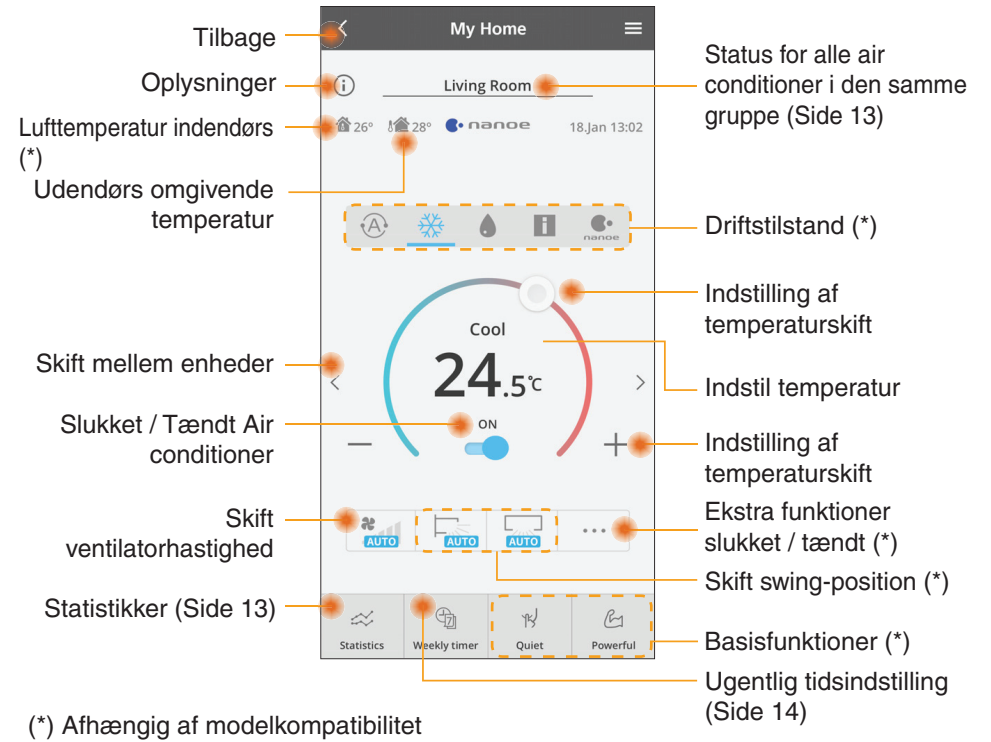 Tilbage
Oplysninger
Lufttemperatur indendørs
(*)
Udendørs omgivende
temperatur
Skift mellem enheder
Slukket / Tændt Air
conditioner
Skift
ventilatorhastighed
Statistikker (Side 13)
My Home
Living Room
26°
28°
nanoe
18.Jan 13:02
A
nanoe
Cool
24.5°C
ON
AUTO
AUTO
AUTO
Statistics
7
Weekly timer
Quiet
Powerful
Status for alle air
conditioner i den samme
gruppe (Side 13)
Driftstilstand (*)
Indstilling af
temperaturskift
Indstil temperatur
Indstilling af
temperaturskift
Ekstra funktioner
slukket / tændt (*)
Skift swing-position (*)
Basisfunktioner (*)
Ugentlig tidsindstilling
(Side 14)
(*) Afhængig af modelkompatibilitet